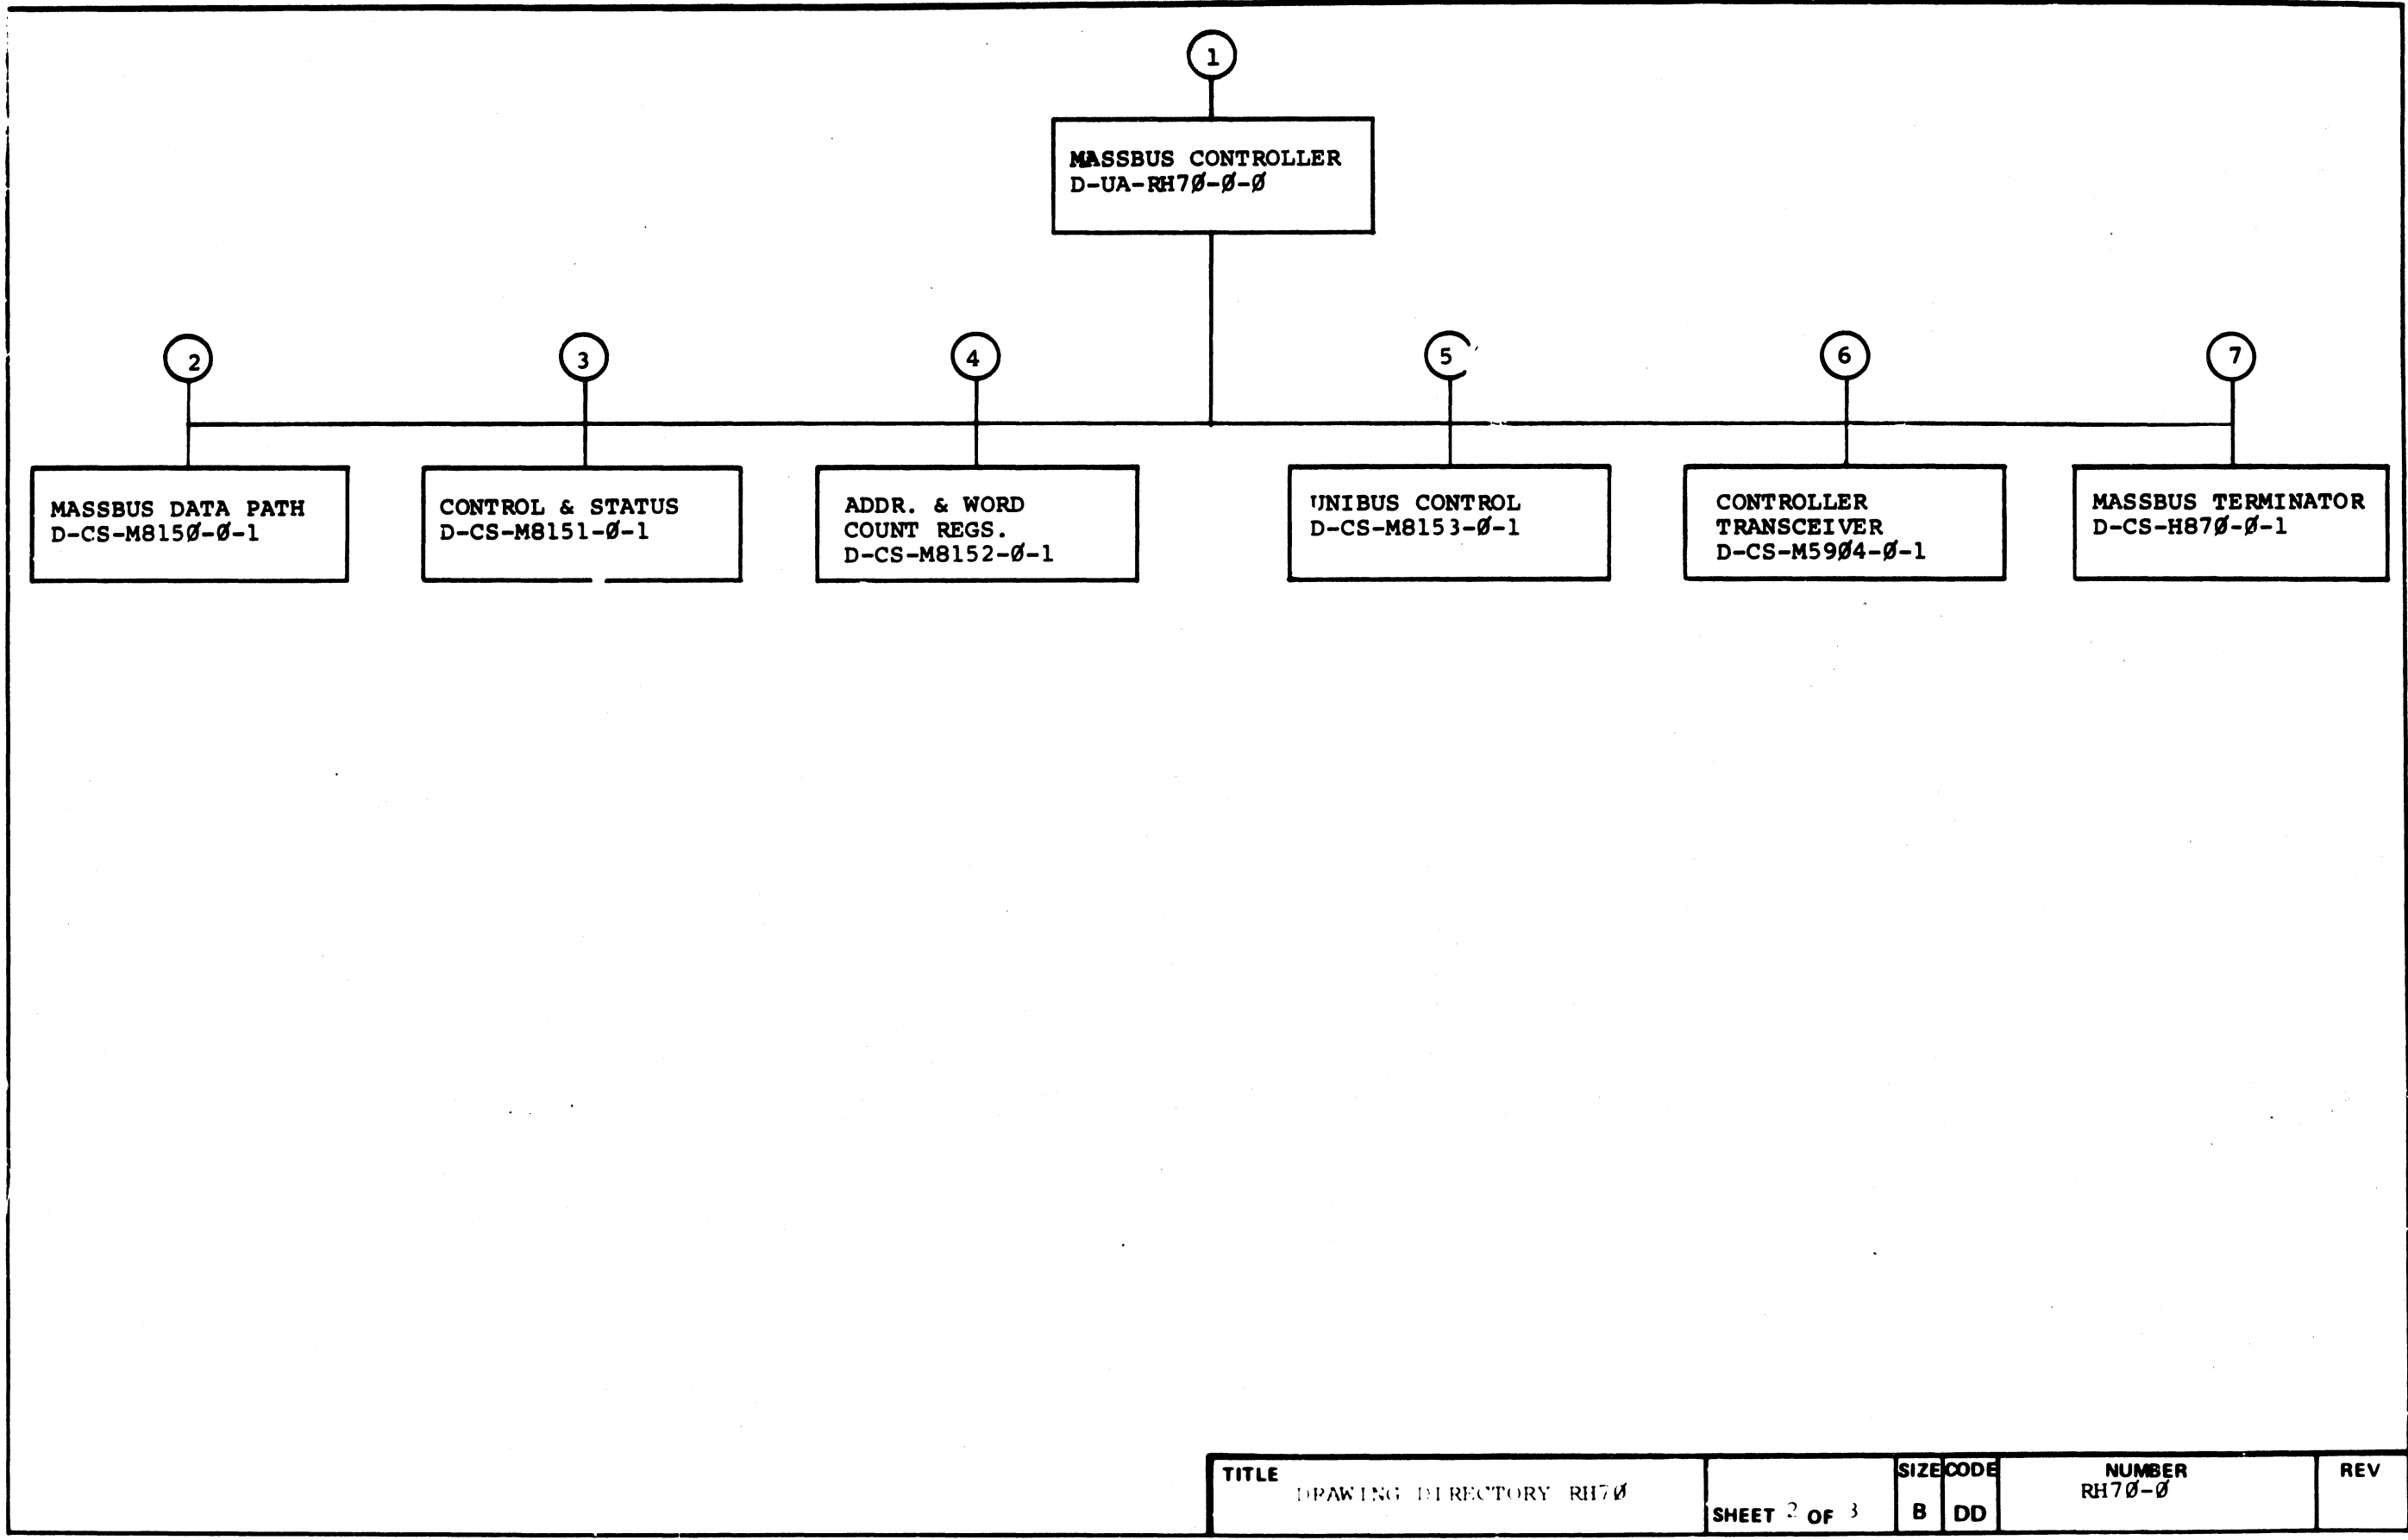 1
MASSBUS CONTROLLER
D-UA-RH7Ø-Ø-Ø
2
3
4
5
6
7
MASSBUS DATA PATH
D-CS-M815Ø-Ø-1
CONTROL & STATUS
D-CS-M8151-Ø-1
ADDR. & WORD
COUNT REGS.
D-CS-M8152-Ø-1
UNIBUS CONTROL
D-CS-M8153-Ø-1
CONTROLLER
TRANSCEIVER
D-CS-M59Ø4-Ø-1
MASSBUS TERMINATOR
D-CS-H87Ø-Ø-1
TITLE
DRAWING DIRECTORY RH7Ø
SHEET 2 OF 3
SIZE
B
CODE
DD
NUMBER
RH7Ø-Ø
REV